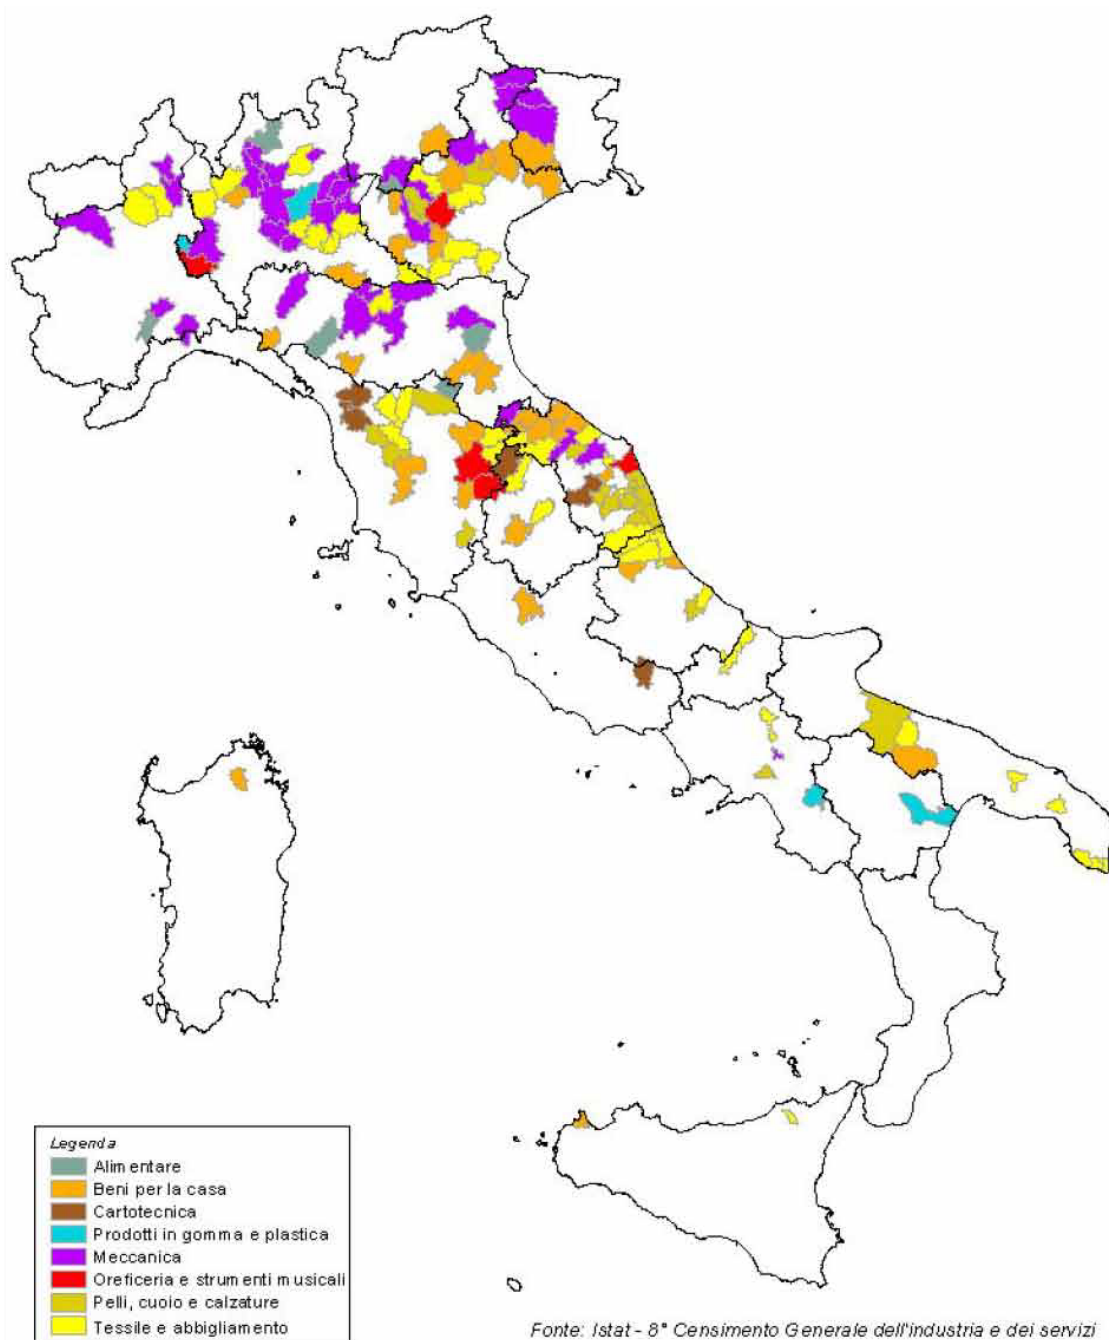 Legenda
Alimentare
Beni per la casa
Cartotecnica
Prodotti in gomma e plastica
Meccanica
Oreficeria e strumenti musicali
Pelli, cuoio e calzature
Tessile e abbigliamento
Fonte: Istat - 8° Censimento Generale dell'industria e dei servizi